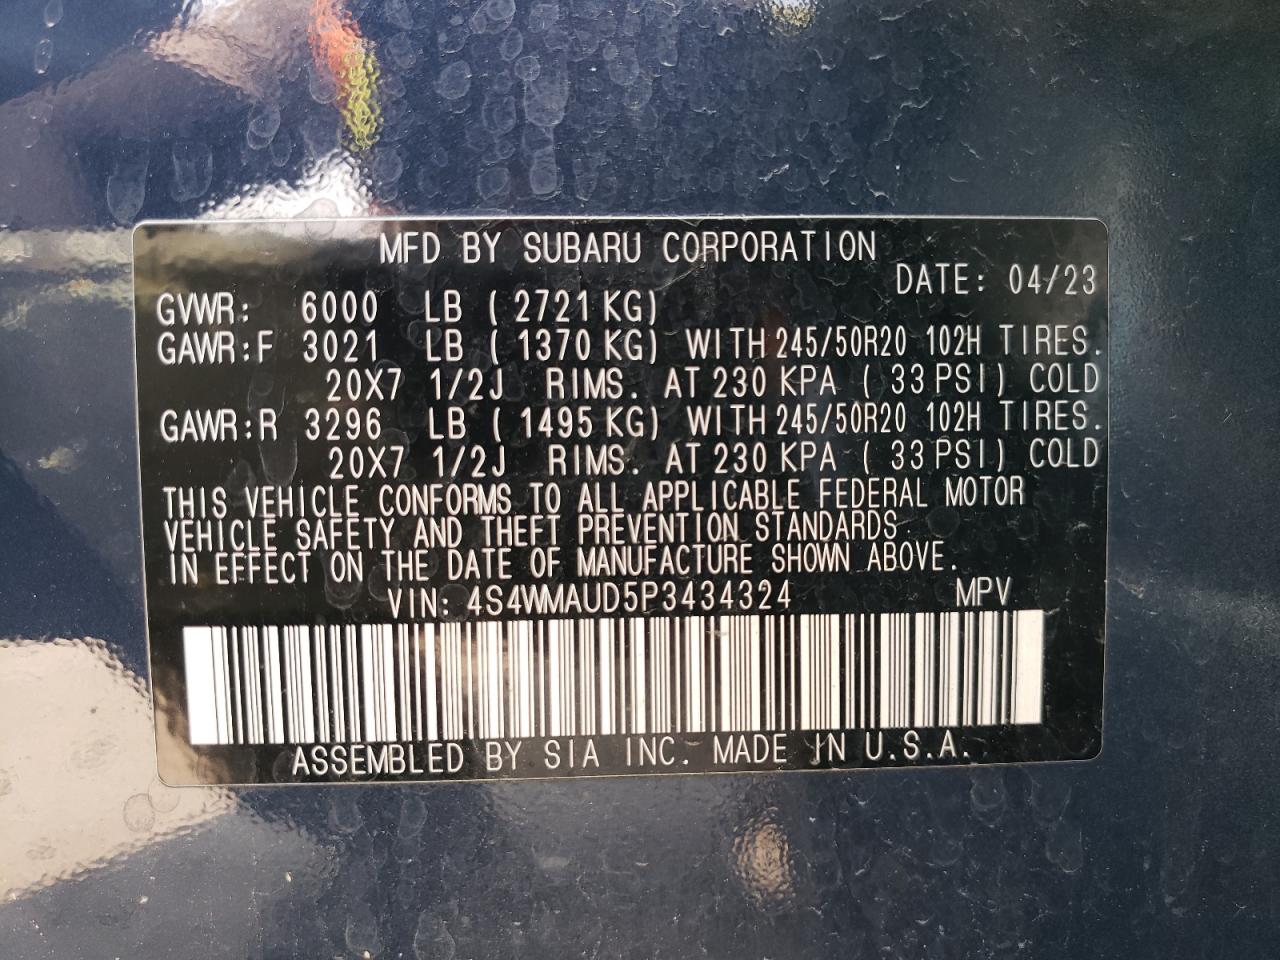 MFD BY SUBARU CORPORATION
DATE: 04/23
GVWR: 6000 LB ( 2721 KG)
GAWR:F 3021 LB ( 1370 KG) WITH 245/50R20 102H TIRES.
20X7 1/2J RIMS. AT 230 KPA ( 33 PSI) COLD
GAWR:R 3296 LB ( 1495 KG) WITH 245/50R20 102H TIRES.
20X7 1/2J RIMS. AT 230 KPA ( 33 PSI) COLD
THIS VEHICLE CONFORMS TO ALL APPLICABLE FEDERAL MOTOR
VEHICLE SAFETY AND THEFT PREVENTION STANDARDS
IN EFFECT ON THE DATE OF MANUFACTURE SHOWN ABOVE.
VIN: 4S4WMAUD5P3434324 MPV
ASSEMBLED BY SIA INC. MADE IN U.S.A.